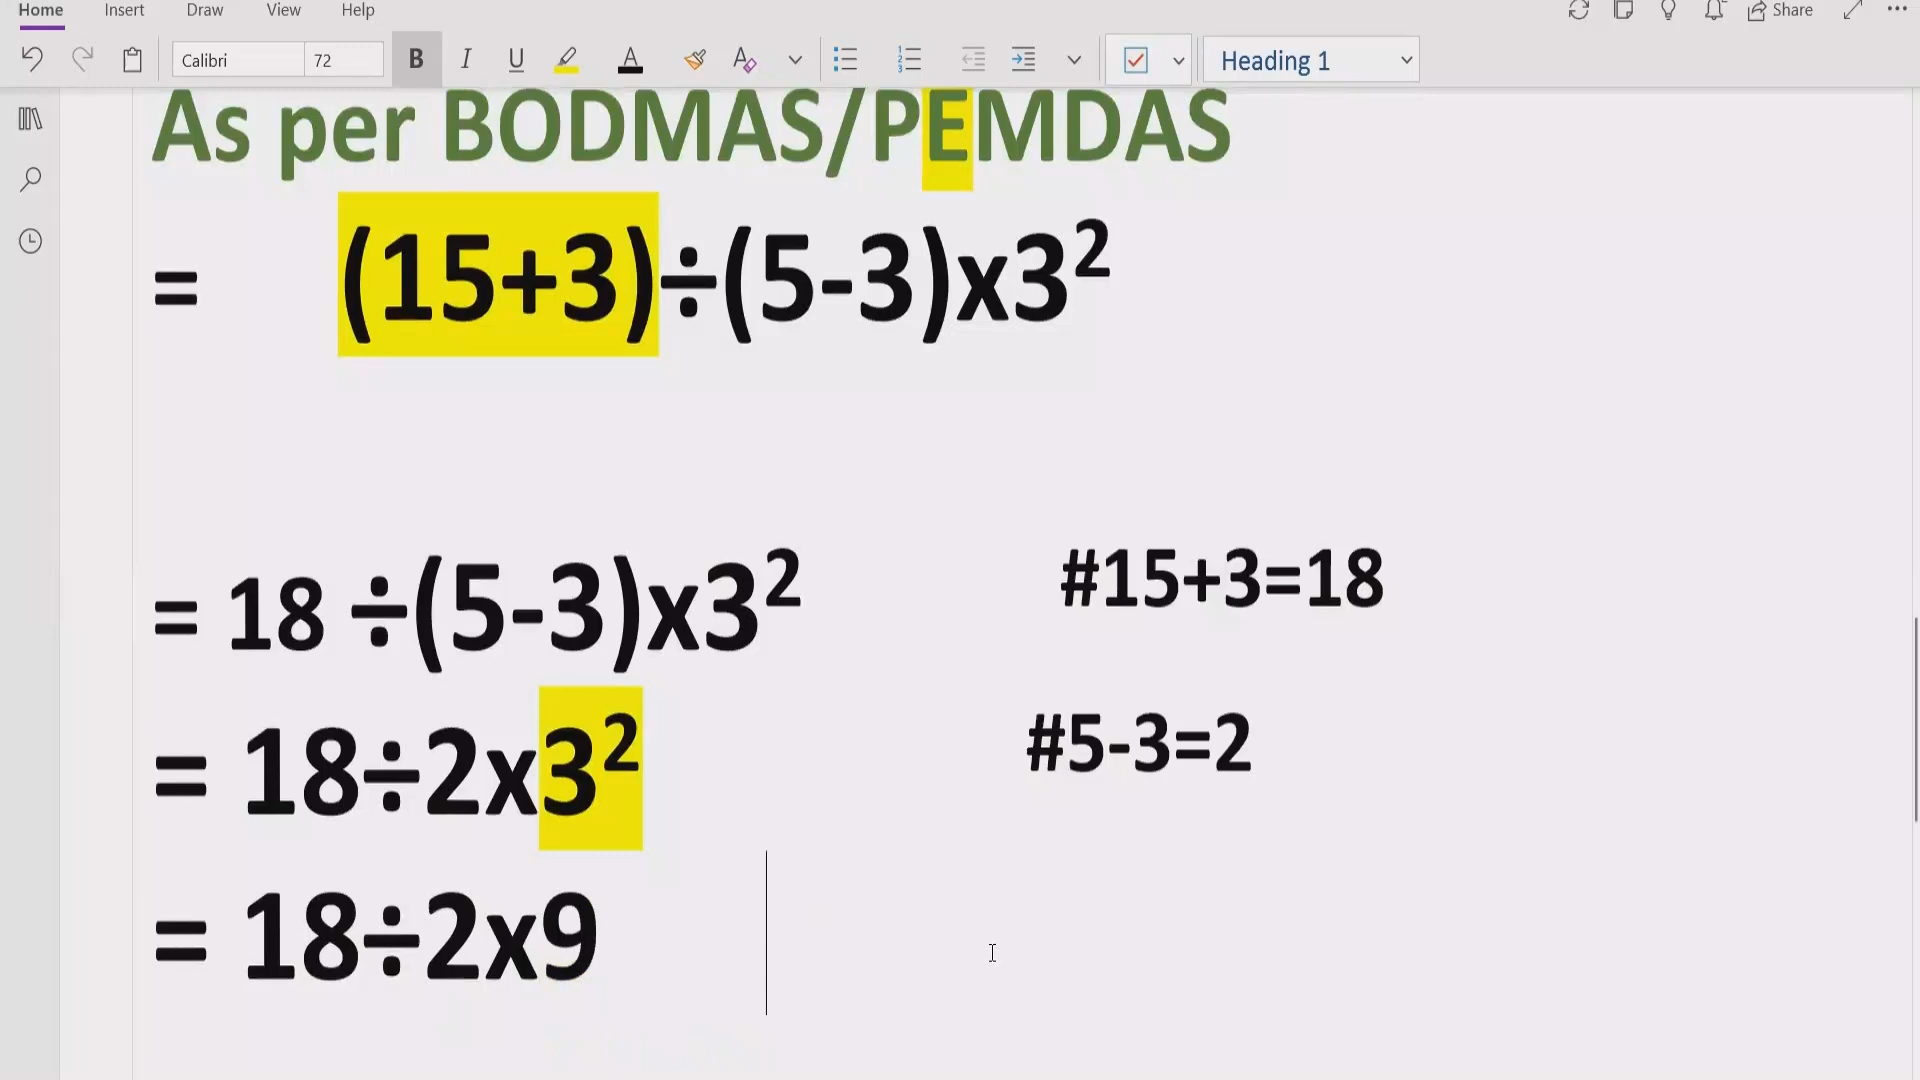 Home Insert Draw View Help Share
Calibri 72 B I U A Heading 1
As per BODMAS/PEMDAS
= (15+3)÷(5-3)x3²
= 18 ÷(5-3)x3² #15+3=18
= 18÷2x3² #5-3=2
= 18÷2x9